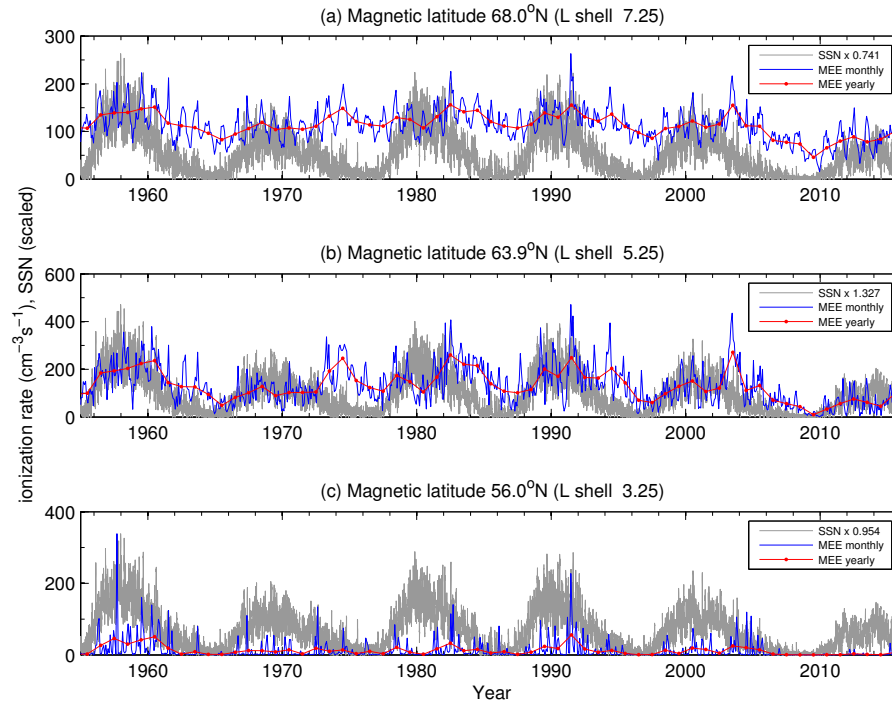 (a) Magnetic latitude 68.0°N (L shell 7.25)
300
200
100
0
SSN x 0.741
MEE monthly
MEE yearly
1960 1970 1980 1990 2000 2010
(b) Magnetic latitude 63.9°N (L shell 5.25)
600
400
200
0
SSN x 1.327
MEE monthly
MEE yearly
1960 1970 1980 1990 2000 2010
ionization rate (cm⁻³s⁻¹), SSN (scaled)
(c) Magnetic latitude 56.0°N (L shell 3.25)
400
200
0
SSN x 0.954
MEE monthly
MEE yearly
1960 1970 1980 1990 2000 2010
Year